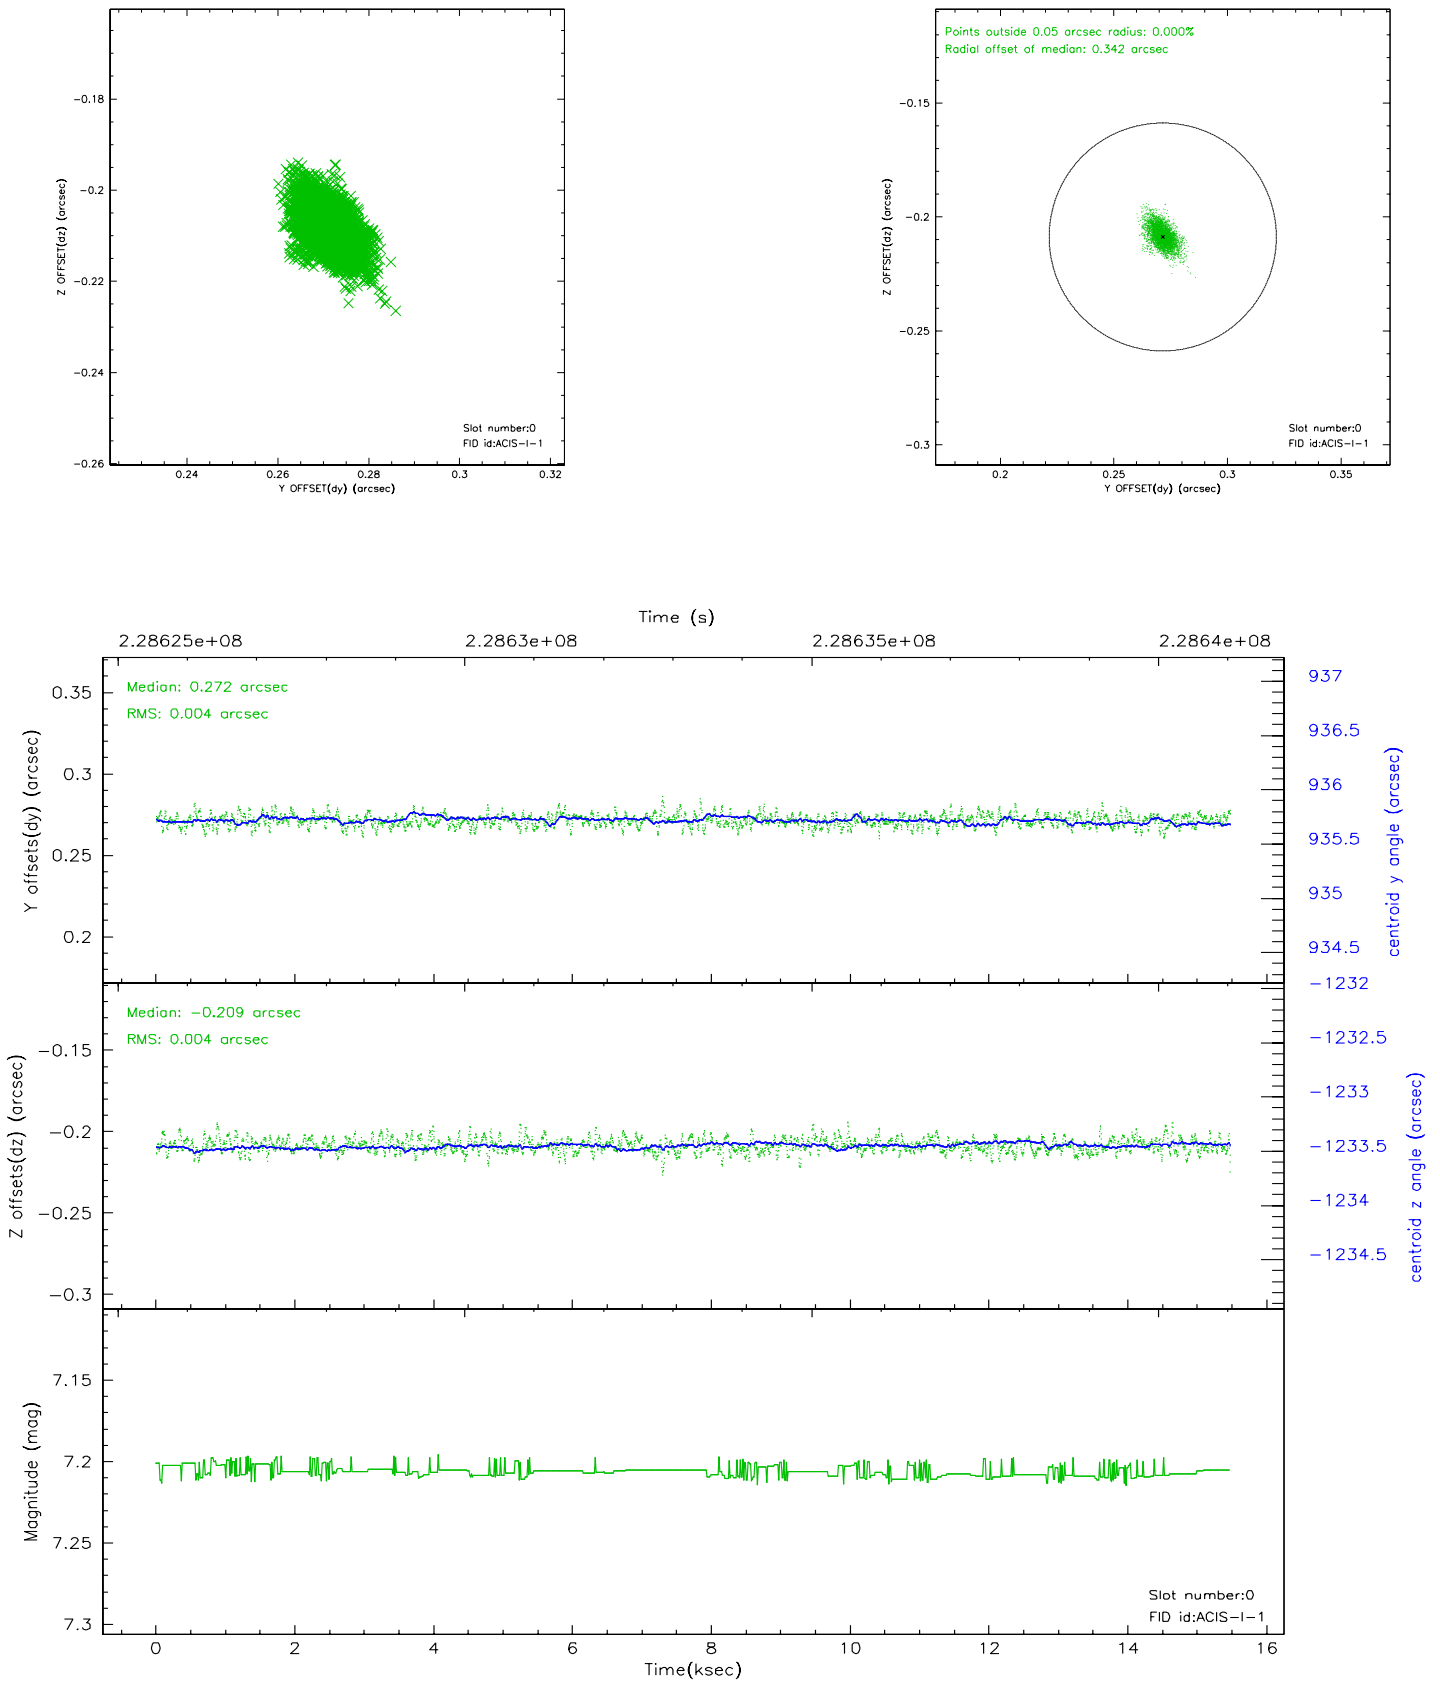 Points outside 0.05 arcsec radius: 0.000%
Radial offset of median: 0.342 arcsec
-0.18
-0.2
-0.22
-0.24
-0.26
Z OFFSET(dz) (arcsec)
Slot number:0
FID id:ACIS-I-1
0.24
0.26
0.28
0.3
0.32
Y OFFSET(dy) (arcsec)
-0.15
-0.2
-0.25
-0.3
Z OFFSET(dz) (arcsec)
Slot number:0
FID id:ACIS-I-1
0.2
0.25
0.3
0.35
Y OFFSET(dy) (arcsec)
Time (s)
2.28625e+08
2.2863e+08
2.28635e+08
2.2864e+08
Median: 0.272 arcsec
RMS: 0.004 arcsec
0.35
0.3
0.25
0.2
Y offsets(dy) (arcsec)
937
936.5
936
935.5
935
934.5
centroid y angle (arcsec)
Median: -0.209 arcsec
RMS: 0.004 arcsec
-0.15
-0.2
-0.25
-0.3
Z offsets(dz) (arcsec)
-1232
-1232.5
-1233
-1233.5
-1234
-1234.5
centroid z angle (arcsec)
7.15
7.2
7.25
7.3
Magnitude (mag)
Slot number:0
FID id:ACIS-I-1
0
2
4
6
8
10
12
14
16
Time(ksec)